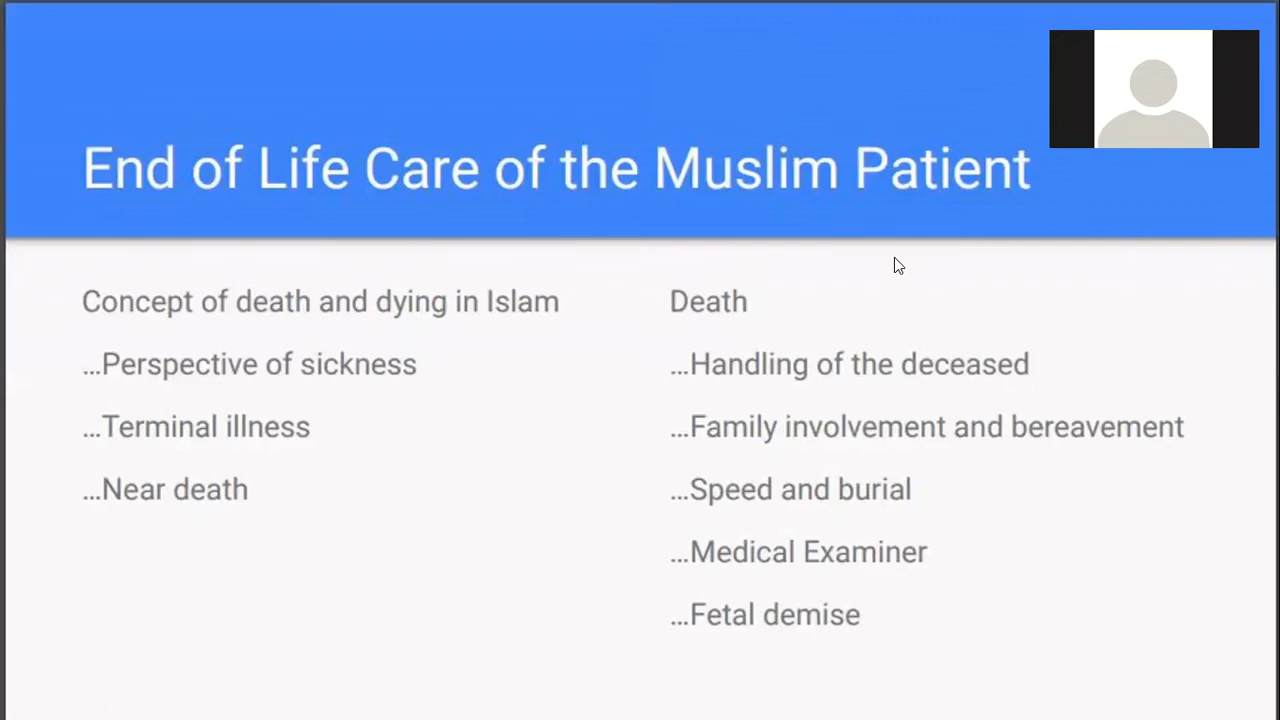 End of Life Care of the Muslim Patient
Concept of death and dying in Islam
...Perspective of sickness
...Terminal illness
...Near death
Death
...Handling of the deceased
...Family involvement and bereavement
...Speed and burial
...Medical Examiner
...Fetal demise